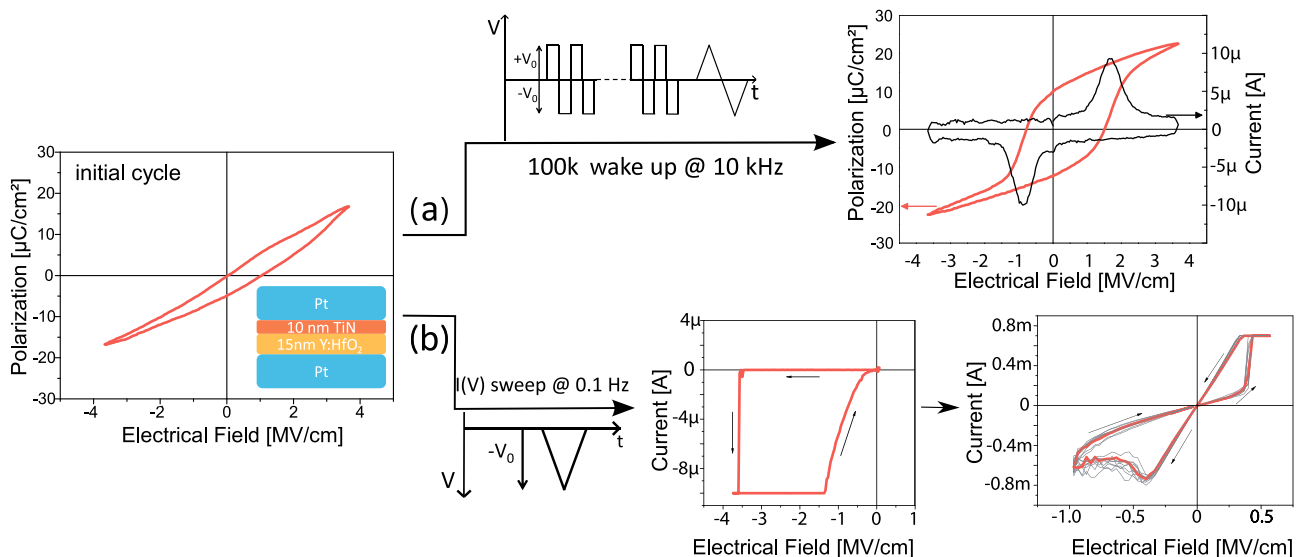 V
+V₀
-V₀
t
100k wake up @ 10 kHz
(a)
Polarization [µC/cm²]
30
20
10
0
-10
-20
-30
-4 -3 -2 -1 0 1 2 3 4
Electrical Field [MV/cm]
10µ
5µ
0
-5µ
-10µ
Current [A]
initial cycle
Polarization [µC/cm²]
30
20
10
0
-10
-20
-30
-4 -2 0 2 4
Electrical Field [MV/cm]
Pt
10 nm TiN
15nm Y:HfO₂
Pt
(b)
I(V) sweep @ 0.1 Hz
-V₀
t
V
Current [A]
4µ
0
-4µ
-8µ
-4 -3 -2 -1 0 1
Electrical Field [MV/cm]
Current [A]
0.8m
0.4m
0
-0.4m
-0.8m
-1.0 -0.5 0 0.5
Electrical Field [MV/cm]